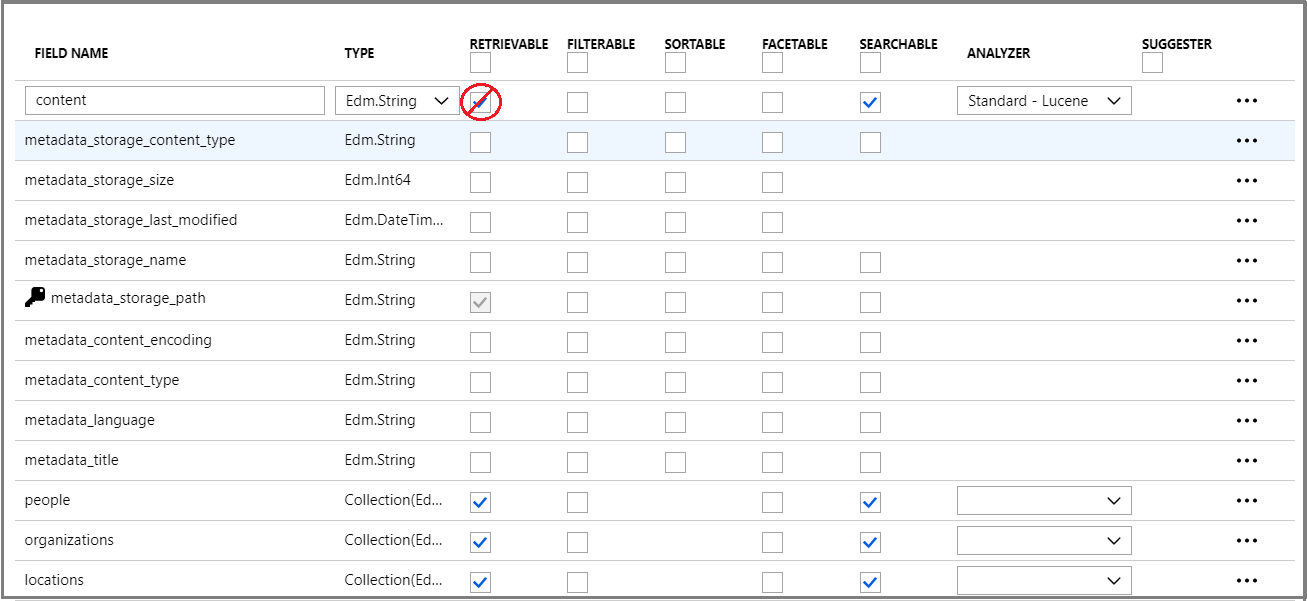 FIELD NAME TYPE RETRIEVABLE FILTERABLE SORTABLE FACETABLE SEARCHABLE ANALYZER SUGGESTER
content Edm.String Standard - Lucene •••
metadata_storage_content_type Edm.String •••
metadata_storage_size Edm.Int64 •••
metadata_storage_last_modified Edm.DateTim... •••
metadata_storage_name Edm.String •••
metadata_storage_path Edm.String •••
metadata_content_encoding Edm.String •••
metadata_content_type Edm.String •••
metadata_language Edm.String •••
metadata_title Edm.String •••
people Collection(Ed... •••
organizations Collection(Ed... •••
locations Collection(Ed... •••